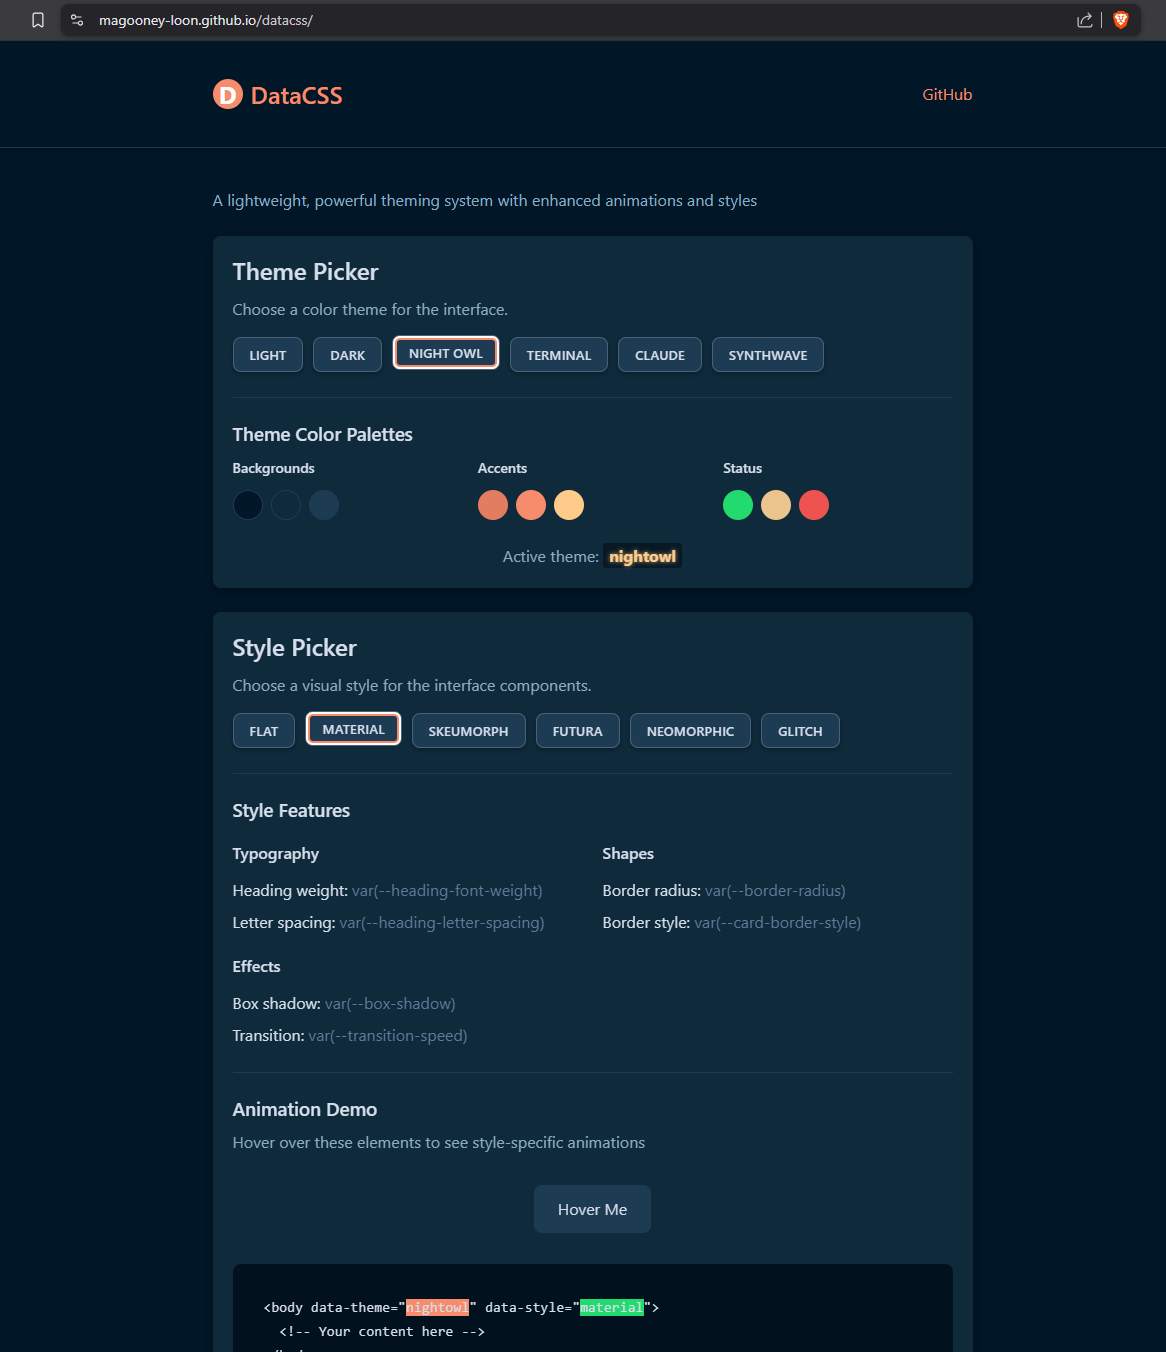 magooney-loon.github.io/datacss/
D DataCSS
GitHub
A lightweight, powerful theming system with enhanced animations and styles
Theme Picker
Choose a color theme for the interface.
LIGHT DARK NIGHT OWL TERMINAL CLAUDE SYNTHWAVE
Theme Color Palettes
Backgrounds Accents Status
Active theme: nightowl
Style Picker
Choose a visual style for the interface components.
FLAT MATERIAL SKEUMORPH FUTURA NEOMORPHIC GLITCH
Style Features
Typography
Heading weight: var(--heading-font-weight)
Letter spacing: var(--heading-letter-spacing)
Shapes
Border radius: var(--border-radius)
Border style: var(--card-border-style)
Effects
Box shadow: var(--box-shadow)
Transition: var(--transition-speed)
Animation Demo
Hover over these elements to see style-specific animations
Hover Me
<body data-theme="nightowl" data-style="material">
<!-- Your content here -->